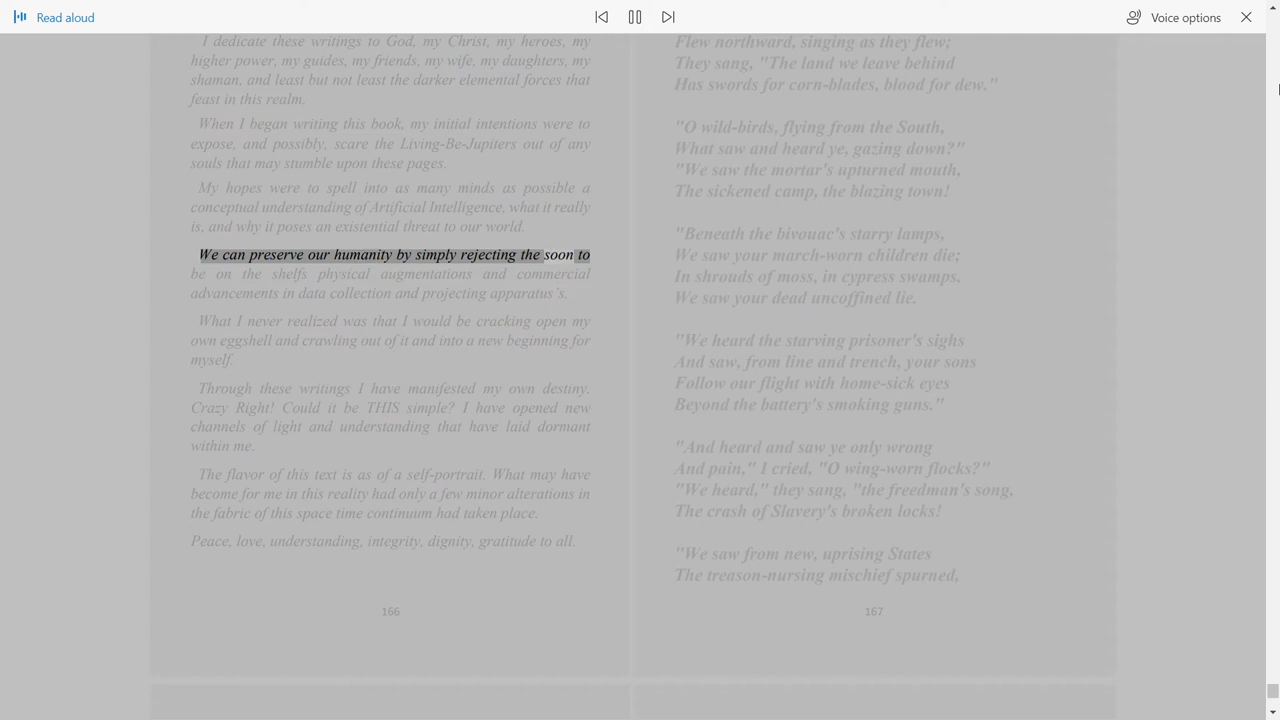 Read aloud
Voice options
I dedicate these writings to God, my Christ, my heroes, my
higher power, my guides, my friends, my wife, my daughters, my
shaman, and least but not least the darker elemental forces that
feast in this realm.
When I began writing this book, my initial intentions were to
expose, and possibly, scare the Living-Be-Jupiters out of any
souls that may stumble upon these pages.
My hopes were to spell into as many minds as possible a
conceptual understanding of Artificial Intelligence, what it really
is, and why it poses an existential threat to our world.
We can preserve our humanity by simply rejecting the soon to
be on the shelfs physical augmentations and commercial
advancements in data collection and projecting apparatus's.
What I never realized was that I would be cracking open my
own eggshell and crawling out of it and into a new beginning for
myself.
Through these writings I have manifested my own destiny.
Crazy Right! Could it be THIS simple? I have opened new
channels of light and understanding that have laid dormant
within me.
The flavor of this text is as of a self-portrait. What may have
become for me in this reality had only a few minor alterations in
the fabric of this space time continuum had taken place.
Peace, love, understanding, integrity, dignity, gratitude to all.
166
Flew northward, singing as they flew;
They sang, "The land we leave behind
Has swords for corn-blades, blood for dew."
"O wild-birds, flying from the South,
What saw and heard ye, gazing down?"
"We saw the mortar's upturned mouth,
The sickened camp, the blazing town!
"Beneath the bivouac's starry lamps,
We saw your march-worn children die;
In shrouds of moss, in cypress swamps,
We saw your dead uncoffined lie.
"We heard the starving prisoner's sighs
And saw, from line and trench, your sons
Follow our flight with home-sick eyes
Beyond the battery's smoking guns."
"And heard and saw ye only wrong
And pain," I cried, "O wing-worn flocks?"
"We heard," they sang, "the freedman's song,
The crash of Slavery's broken locks!
"We saw from new, uprising States
The treason-nursing mischief spurned,
167